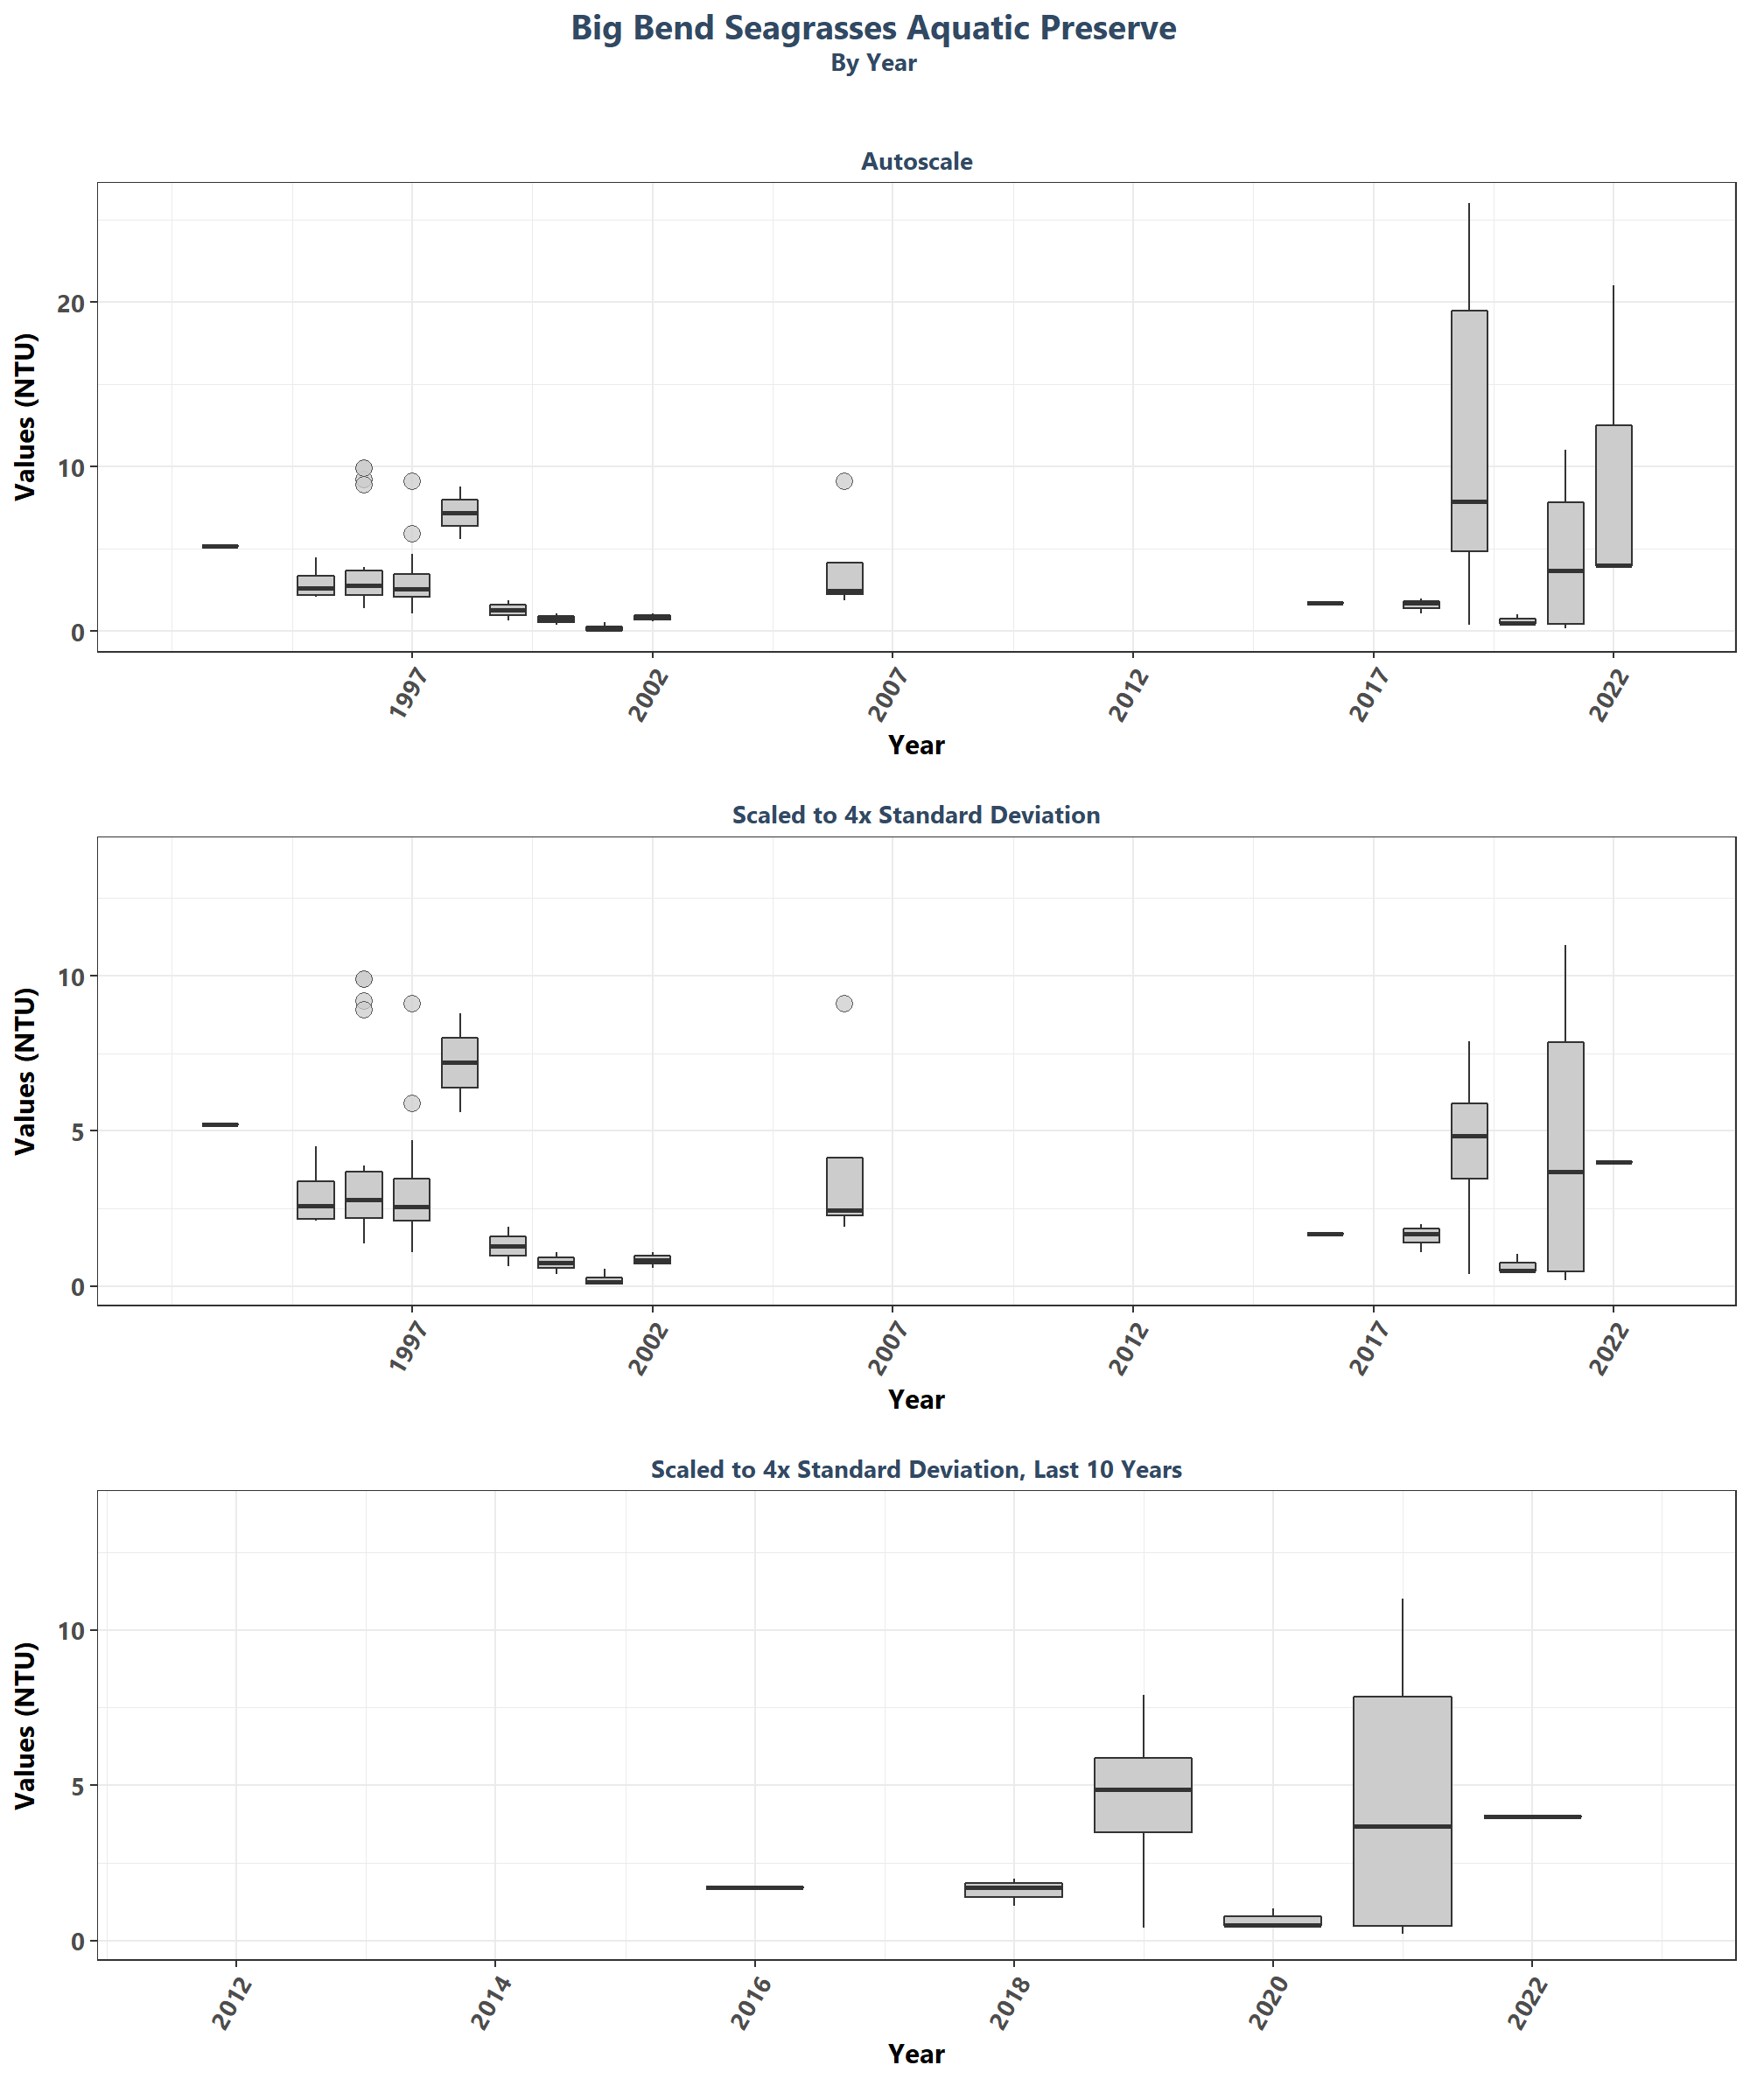 Big Bend Seagrasses Aquatic Preserve
By Year
Autoscale
Values (NTU)
20
10
0
1997
2002
2007
2012
2017
2022
Year
Scaled to 4x Standard Deviation
Values (NTU)
10
5
0
1997
2002
2007
2012
2017
2022
Year
Scaled to 4x Standard Deviation, Last 10 Years
Values (NTU)
10
5
0
2012
2014
2016
2018
2020
2022
Year